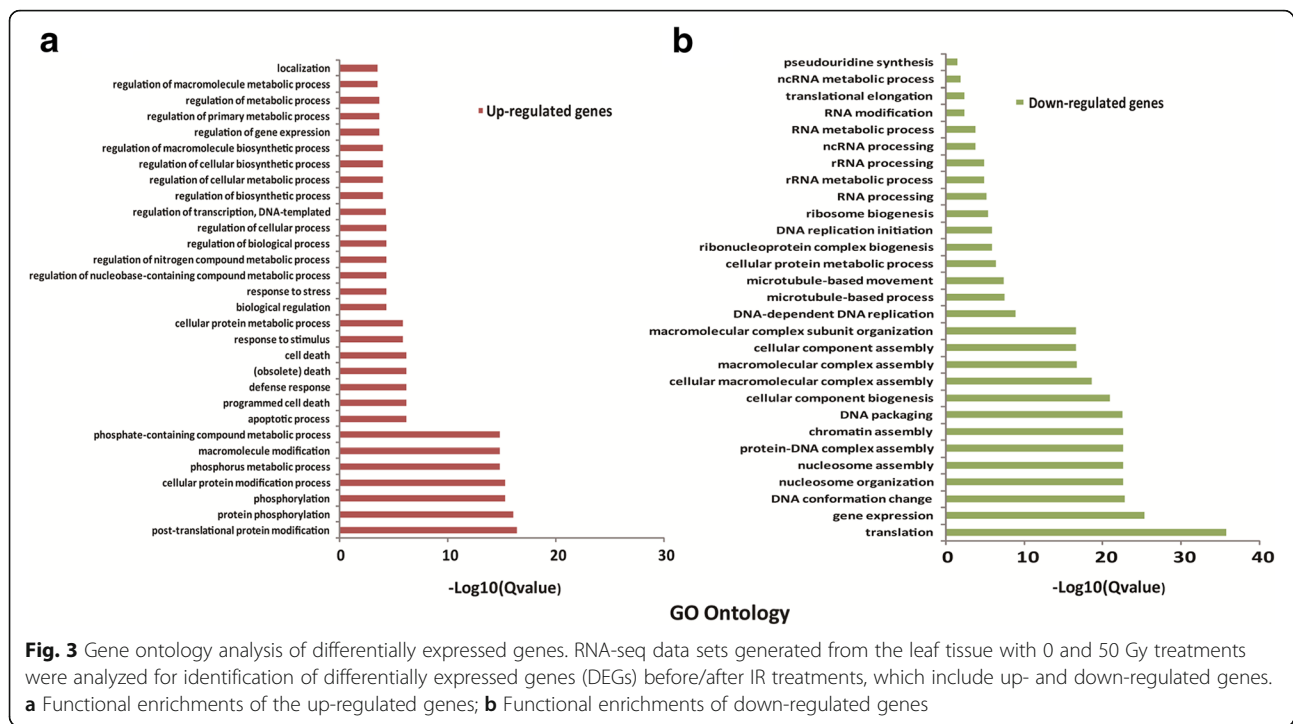 a
localization
regulation of macromolecule metabolic process
regulation of metabolic process
regulation of primary metabolic process
regulation of gene expression
regulation of macromolecule biosynthetic process
regulation of cellular biosynthetic process
regulation of cellular metabolic process
regulation of biosynthetic process
regulation of transcription, DNA-templated
regulation of cellular process
regulation of biological process
regulation of nitrogen compound metabolic process
regulation of nucleobase-containing compound metabolic process
response to stress
biological regulation
cellular protein metabolic process
response to stimulus
cell death
(obsolete) death
defense response
programmed cell death
apoptotic process
phosphate-containing compound metabolic process
macromolecule modification
phosphorus metabolic process
cellular protein modification process
phosphorylation
protein phosphorylation
post-translational protein modification
Up-regulated genes
0 10 20 30
-Log10(Qvalue)
b
pseudouridine synthesis
ncRNA metabolic process
translational elongation
RNA modification
RNA metabolic process
ncRNA processing
rRNA processing
rRNA metabolic process
RNA processing
ribosome biogenesis
DNA replication initiation
ribonucleoprotein complex biogenesis
cellular protein metabolic process
microtubule-based movement
microtubule-based process
DNA-dependent DNA replication
macromolecular complex subunit organization
cellular component assembly
macromolecular complex assembly
cellular macromolecular complex assembly
cellular component biogenesis
DNA packaging
chromatin assembly
protein-DNA complex assembly
nucleosome assembly
nucleosome organization
DNA conformation change
gene expression
translation
Down-regulated genes
0 10 20 30 40
-Log10(Qvalue)
GO Ontology
Fig. 3 Gene ontology analysis of differentially expressed genes. RNA-seq data sets generated from the leaf tissue with 0 and 50 Gy treatments
were analyzed for identification of differentially expressed genes (DEGs) before/after IR treatments, which include up- and down-regulated genes.
a Functional enrichments of the up-regulated genes; b Functional enrichments of down-regulated genes